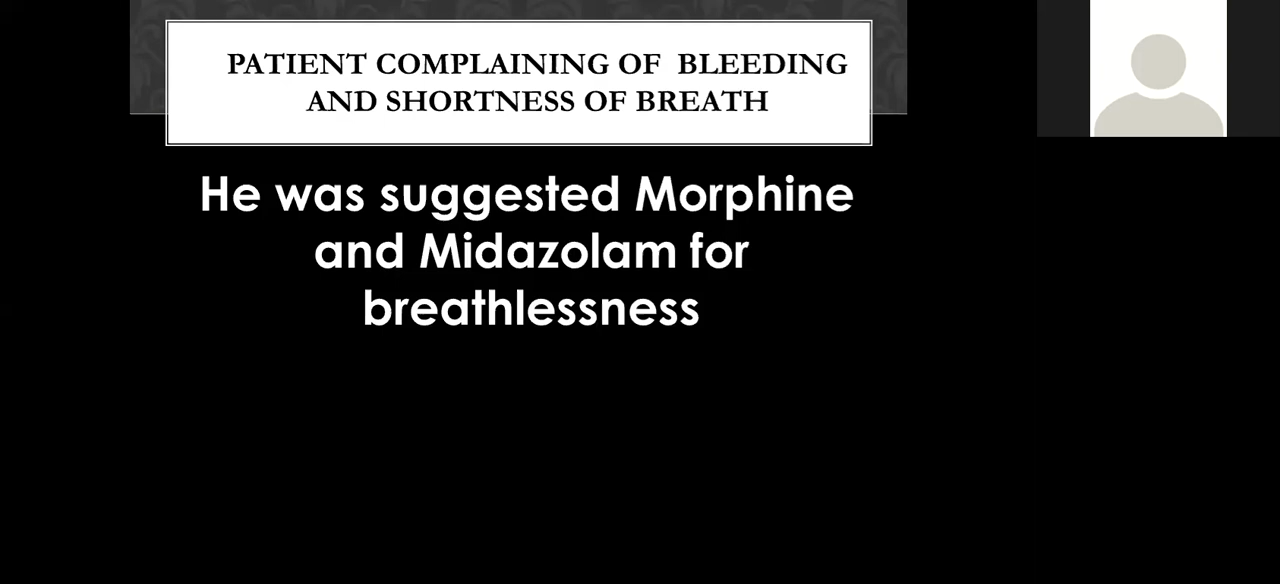 PATIENT COMPLAINING OF BLEEDING
AND SHORTNESS OF BREATH
He was suggested Morphine
and Midazolam for
breathlessness